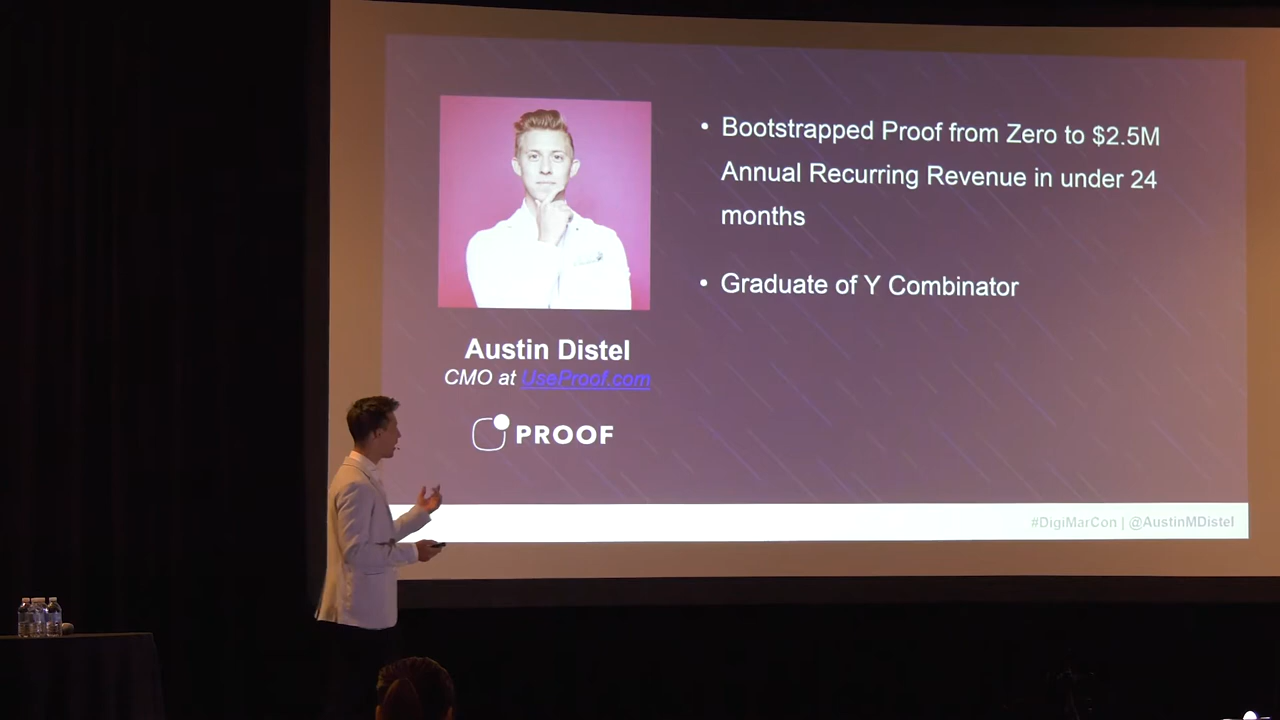 • Bootstrapped Proof from Zero to $2.5M
Annual Recurring Revenue in under 24
months
• Graduate of Y Combinator
Austin Distel
CMO at UseProof.com
PROOF
#DigiMarCon | @AustinMDistel